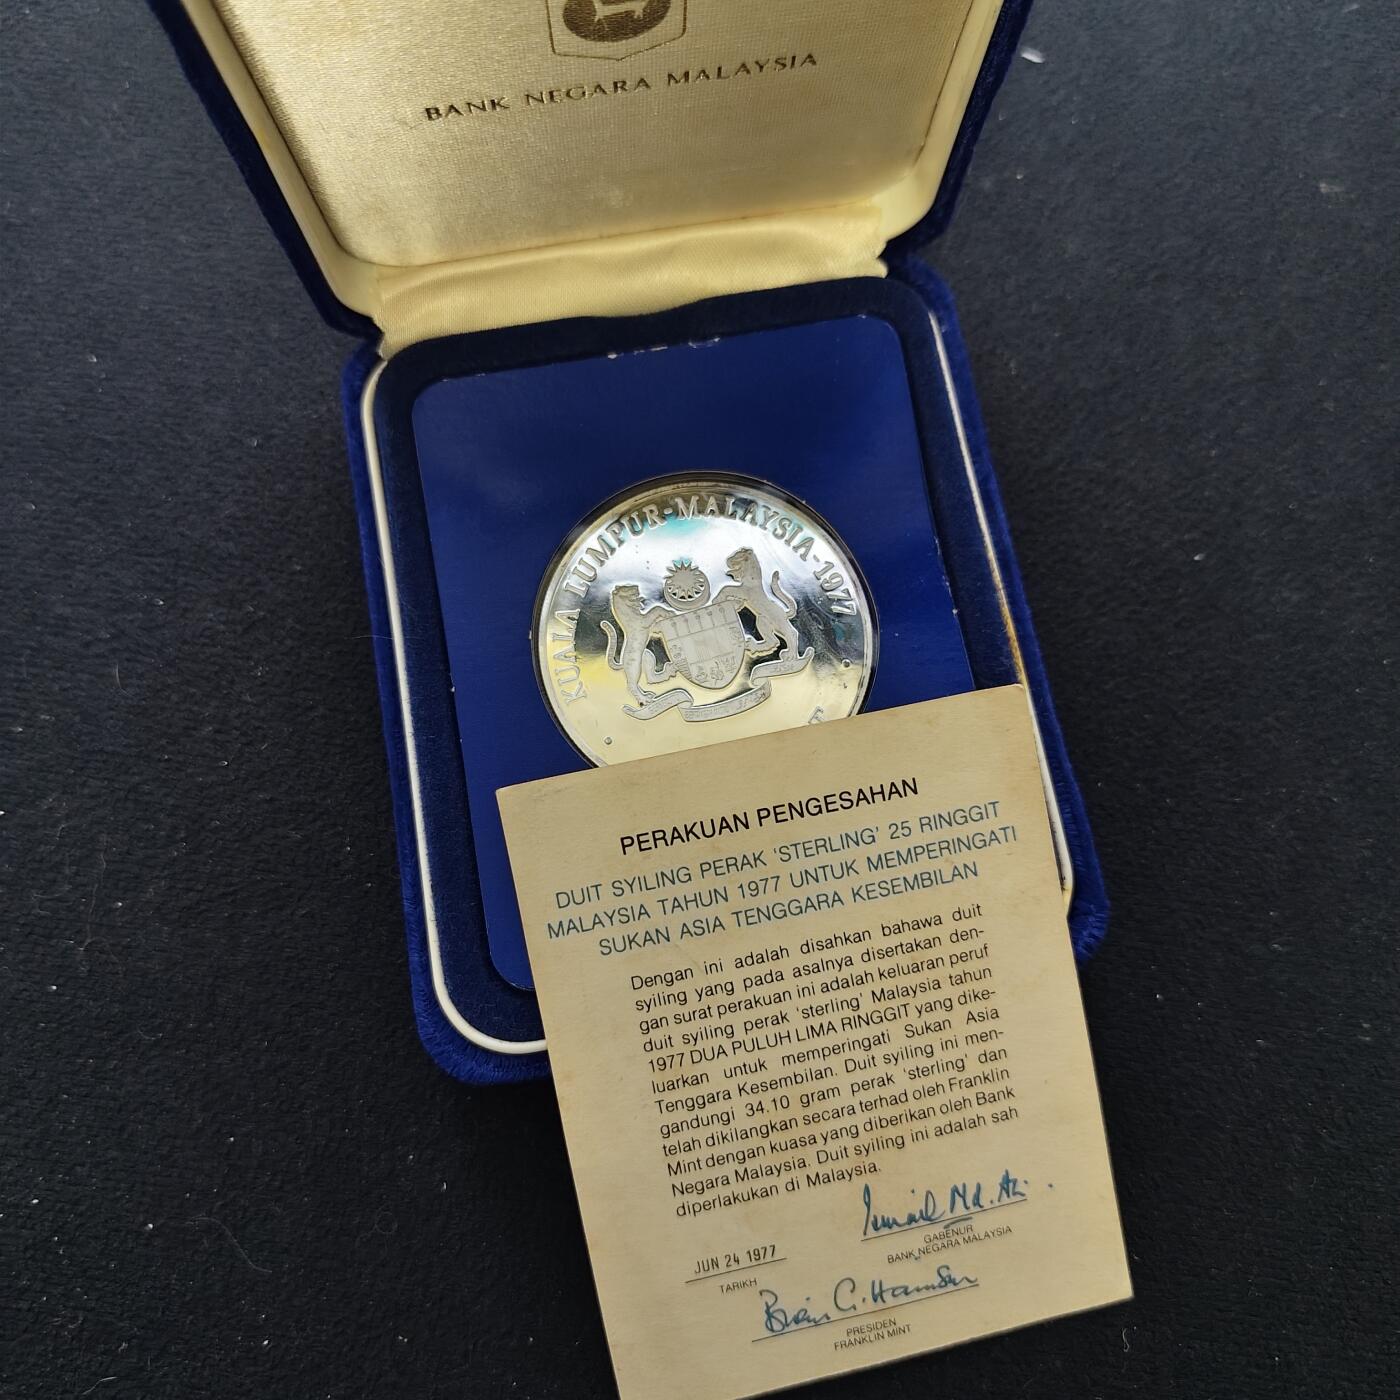 BANK NEGARA MALAYSIA
KUALA LUMPUR·MALAYSIA·1977
PERAKUAN PENGESAHAN
DUIT SYILING PERAK 'STERLING' 25 RINGGIT
MALAYSIA TAHUN 1977 UNTUK MEMPERINGATI
SUKAN ASIA TENGGARA KESEMBILAN
Dengan ini adalah disahkan bahawa duit
syiling yang pada asalnya disertakan den-
gan surat perakuan ini adalah keluaran peruf
duit syiling perak 'sterling' Malaysia tahun
1977 DUA PULUH LIMA RINGGIT yang dike-
luarkan untuk memperingati Sukan Asia
Tenggara Kesembilan. Duit syiling ini men-
gandungi 34.10 gram perak 'sterling' dan
telah dikilangkan secara terhad oleh Franklin
Mint dengan kuasa yang diberikan oleh Bank
Negara Malaysia. Duit syiling ini adalah sah
diperlakukan di Malaysia.
Ismail Md. Ali
GABENUR
BANK NEGARA MALAYSIA
JUN 24 1977
TARIKH
Brian G. Harrison
PRESIDEN
FRANKLIN MINT